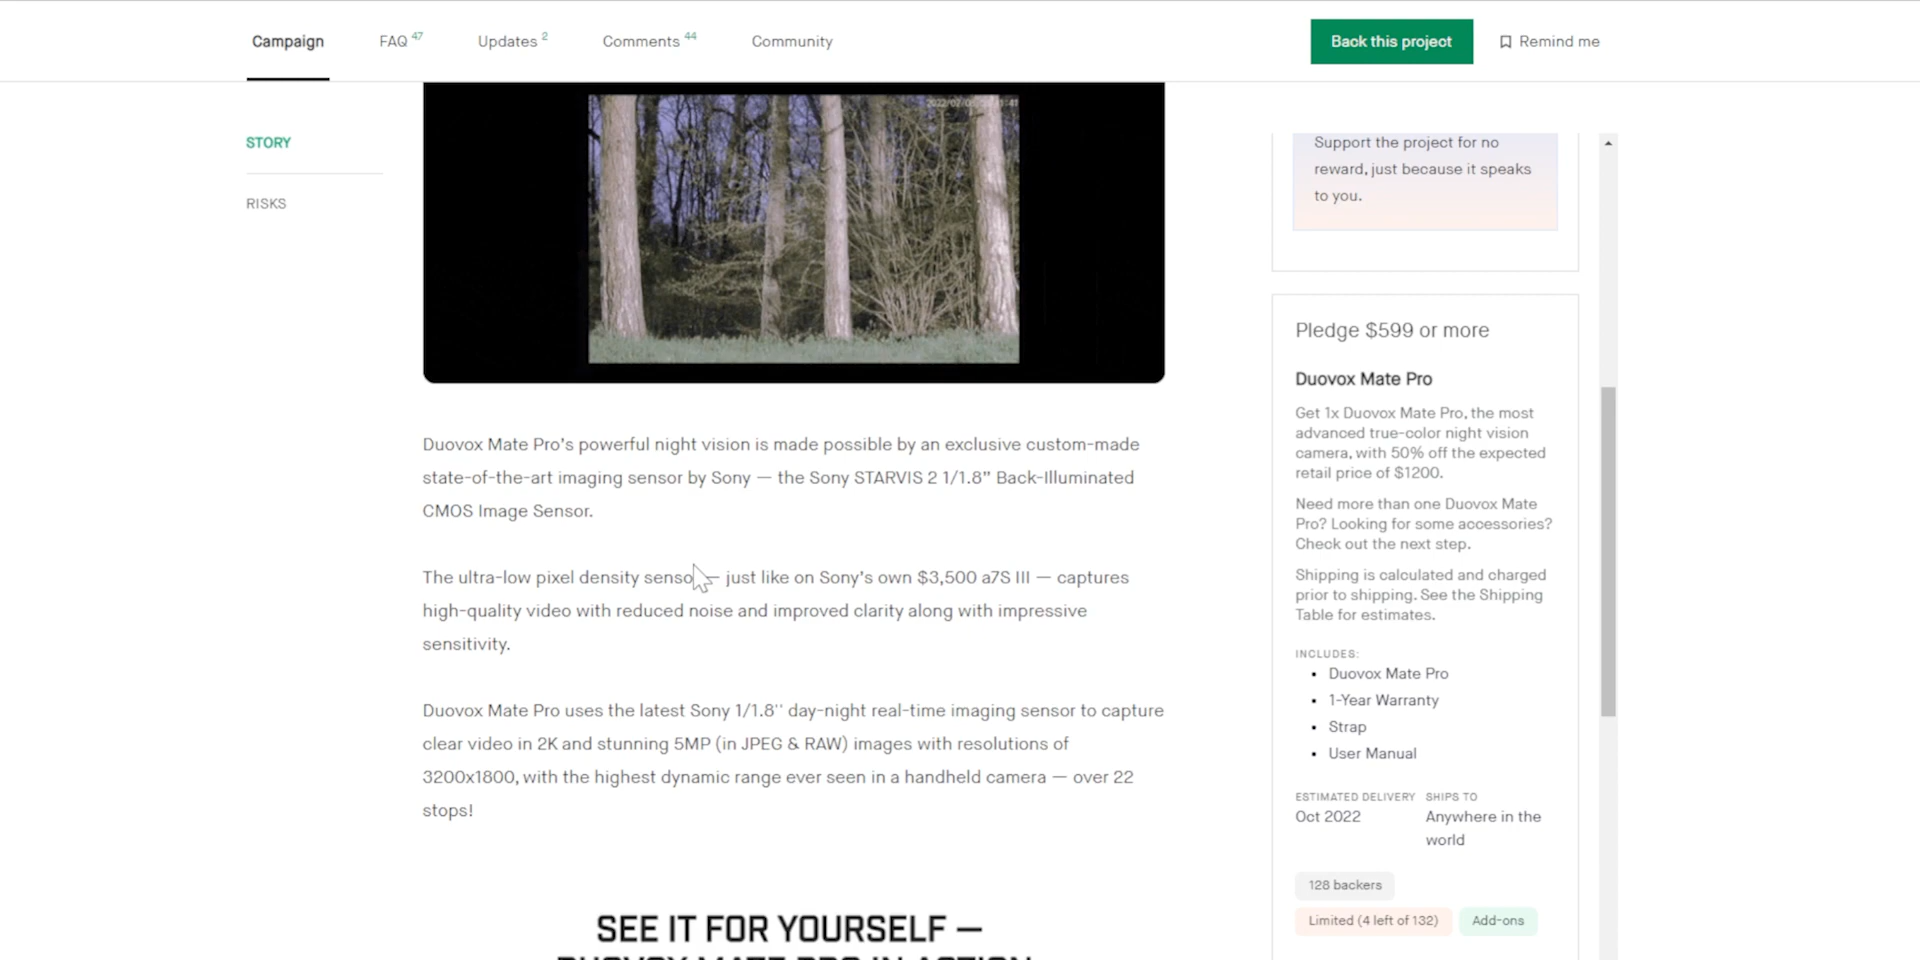 Campaign
FAQ 47
Updates 2
Comments 44
Community
Back this project
Remind me
STORY
RISKS
Duovox Mate Pro’s powerful night vision is made possible by an exclusive custom-made
state-of-the-art imaging sensor by Sony — the Sony STARVIS 2 1/1.8” Back-Illuminated
CMOS Image Sensor.
The ultra-low pixel density senso — just like on Sony’s own $3,500 a7S III — captures
high-quality video with reduced noise and improved clarity along with impressive
sensitivity.
Duovox Mate Pro uses the latest Sony 1/1.8'' day-night real-time imaging sensor to capture
clear video in 2K and stunning 5MP (in JPEG & RAW) images with resolutions of
3200x1800, with the highest dynamic range ever seen in a handheld camera — over 22
stops!
SEE IT FOR YOURSELF —
DUOVOX MATE PRO IN ACTION
Support the project for no
reward, just because it speaks
to you.
Pledge $599 or more
Duovox Mate Pro
Get 1x Duovox Mate Pro, the most
advanced true-color night vision
camera, with 50% off the expected
retail price of $1200.
Need more than one Duovox Mate
Pro? Looking for some accessories?
Check out the next step.
Shipping is calculated and charged
prior to shipping. See the Shipping
Table for estimates.
INCLUDES:
• Duovox Mate Pro
• 1-Year Warranty
• Strap
• User Manual
ESTIMATED DELIVERY
Oct 2022
SHIPS TO
Anywhere in the
world
128 backers
Limited (4 left of 132)
Add-ons